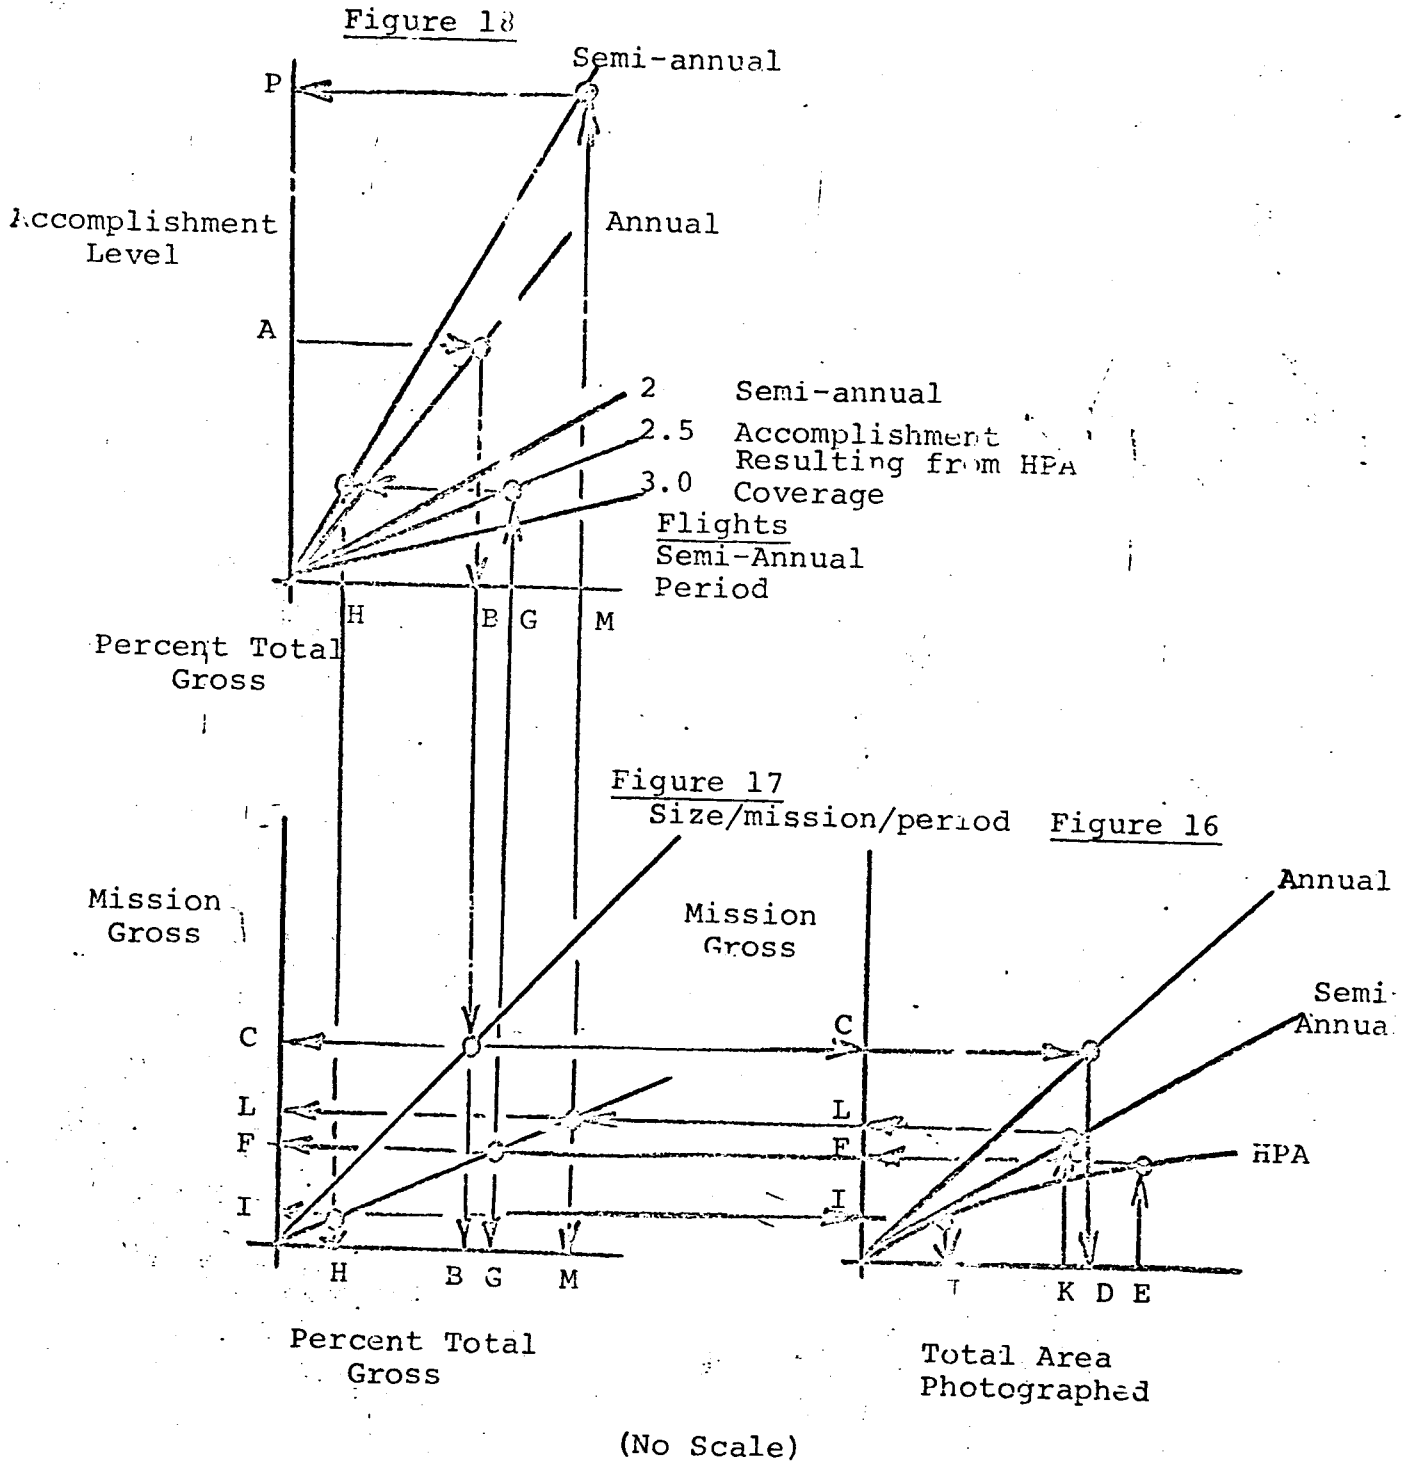 Figure 18
Semi-annual
P
Accomplishment
Level
Annual
A
2 Semi-annual
2.5 Accomplishment
Resulting from HPA
3.0 Coverage
Flights
Semi-Annual
Period
H B G M
Percent Total
Gross
Figure 17
Size/mission/period Figure 16
Mission
Gross
Mission
Gross
Annual
Semi-
Annua
C C
L L
F F
HPA
I I
H B G M
K D E
Percent Total
Gross
Total Area
Photographed
(No Scale)